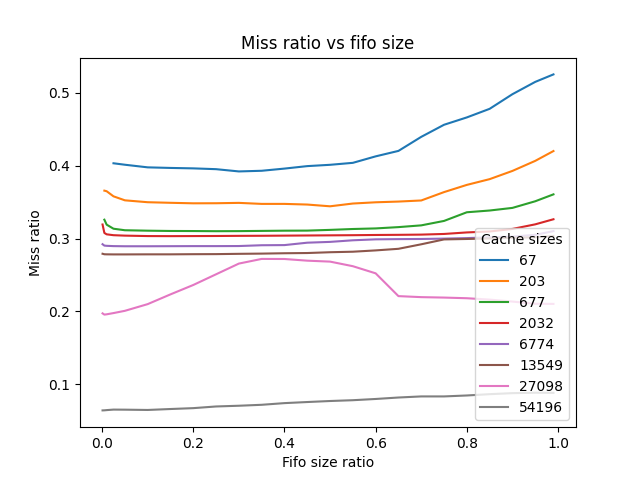 Miss ratio vs fifo size
Miss ratio
0.5
0.4
0.3
0.2
0.1
Cache sizes
67
203
677
2032
6774
13549
27098
54196
0.0 0.2 0.4 0.6 0.8 1.0
Fifo size ratio